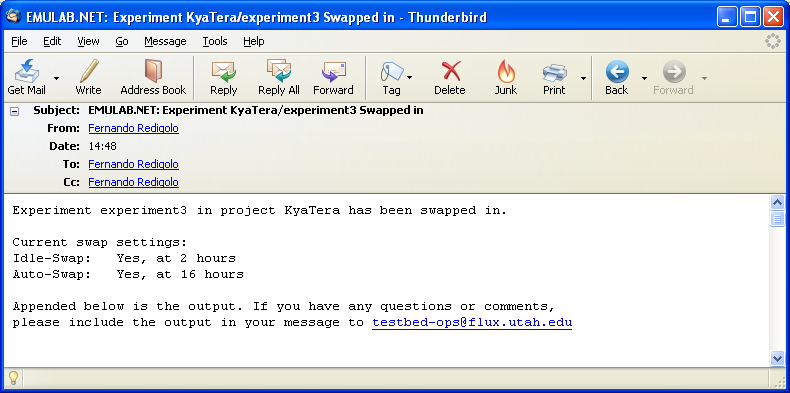 EMULAB.NET: Experiment KyaTera/experiment3 Swapped in - Thunderbird
File Edit View Go Message Tools Help
Get Mail Write Address Book Reply Reply All Forward Tag Delete Junk Print Back Forward
Subject: EMULAB.NET: Experiment KyaTera/experiment3 Swapped in
From: Fernando Redigolo
Date: 14:48
To: Fernando Redigolo
Cc: Fernando Redigolo
Experiment experiment3 in project KyaTera has been swapped in.
Current swap settings:
Idle-Swap: Yes, at 2 hours
Auto-Swap: Yes, at 16 hours
Appended below is the output. If you have any questions or comments,
please include the output in your message to testbed-ops@flux.utah.edu